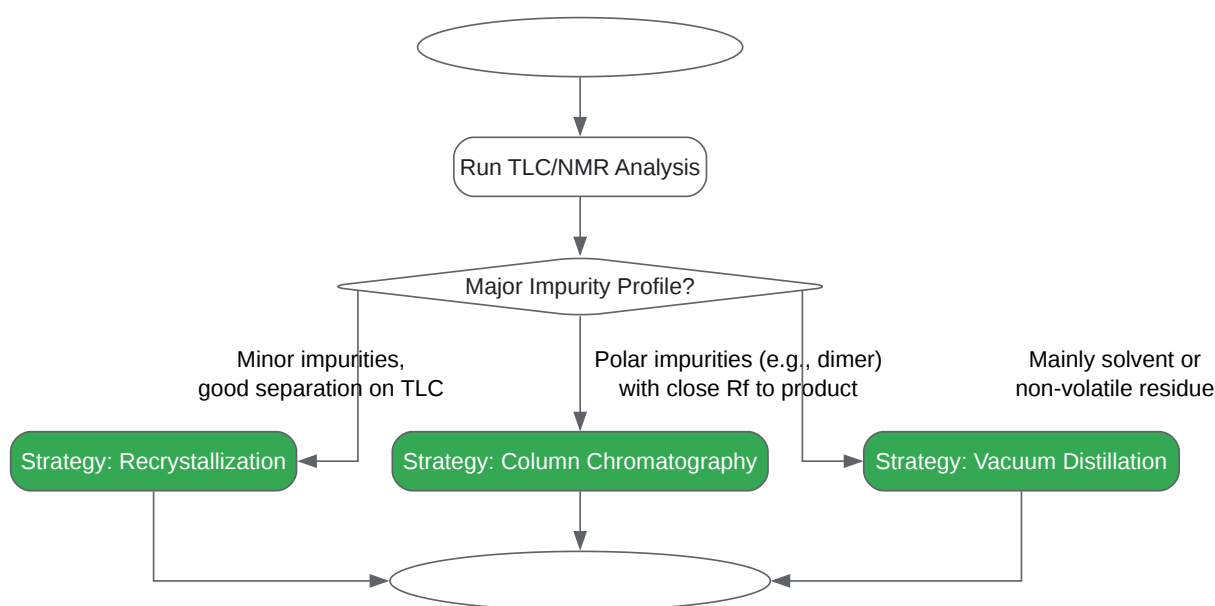 Run TLC/NMR Analysis
Major Impurity Profile?
Minor impurities,
good separation on TLC
Polar impurities (e.g., dimer)
with close Rf to product
Mainly solvent or
non-volatile residue
Strategy: Recrystallization
Strategy: Column Chromatography
Strategy: Vacuum Distillation